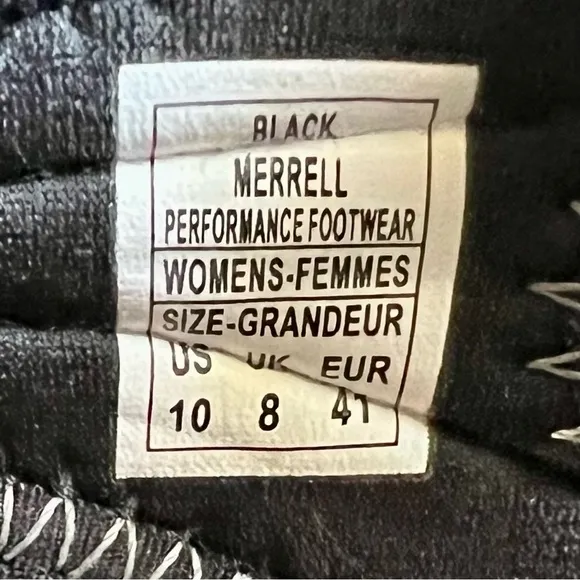 BLACK
MERRELL
PERFORMANCE FOOTWEAR
WOMENS-FEMMES
SIZE-GRANDEUR
US UK EUR
10 8 41